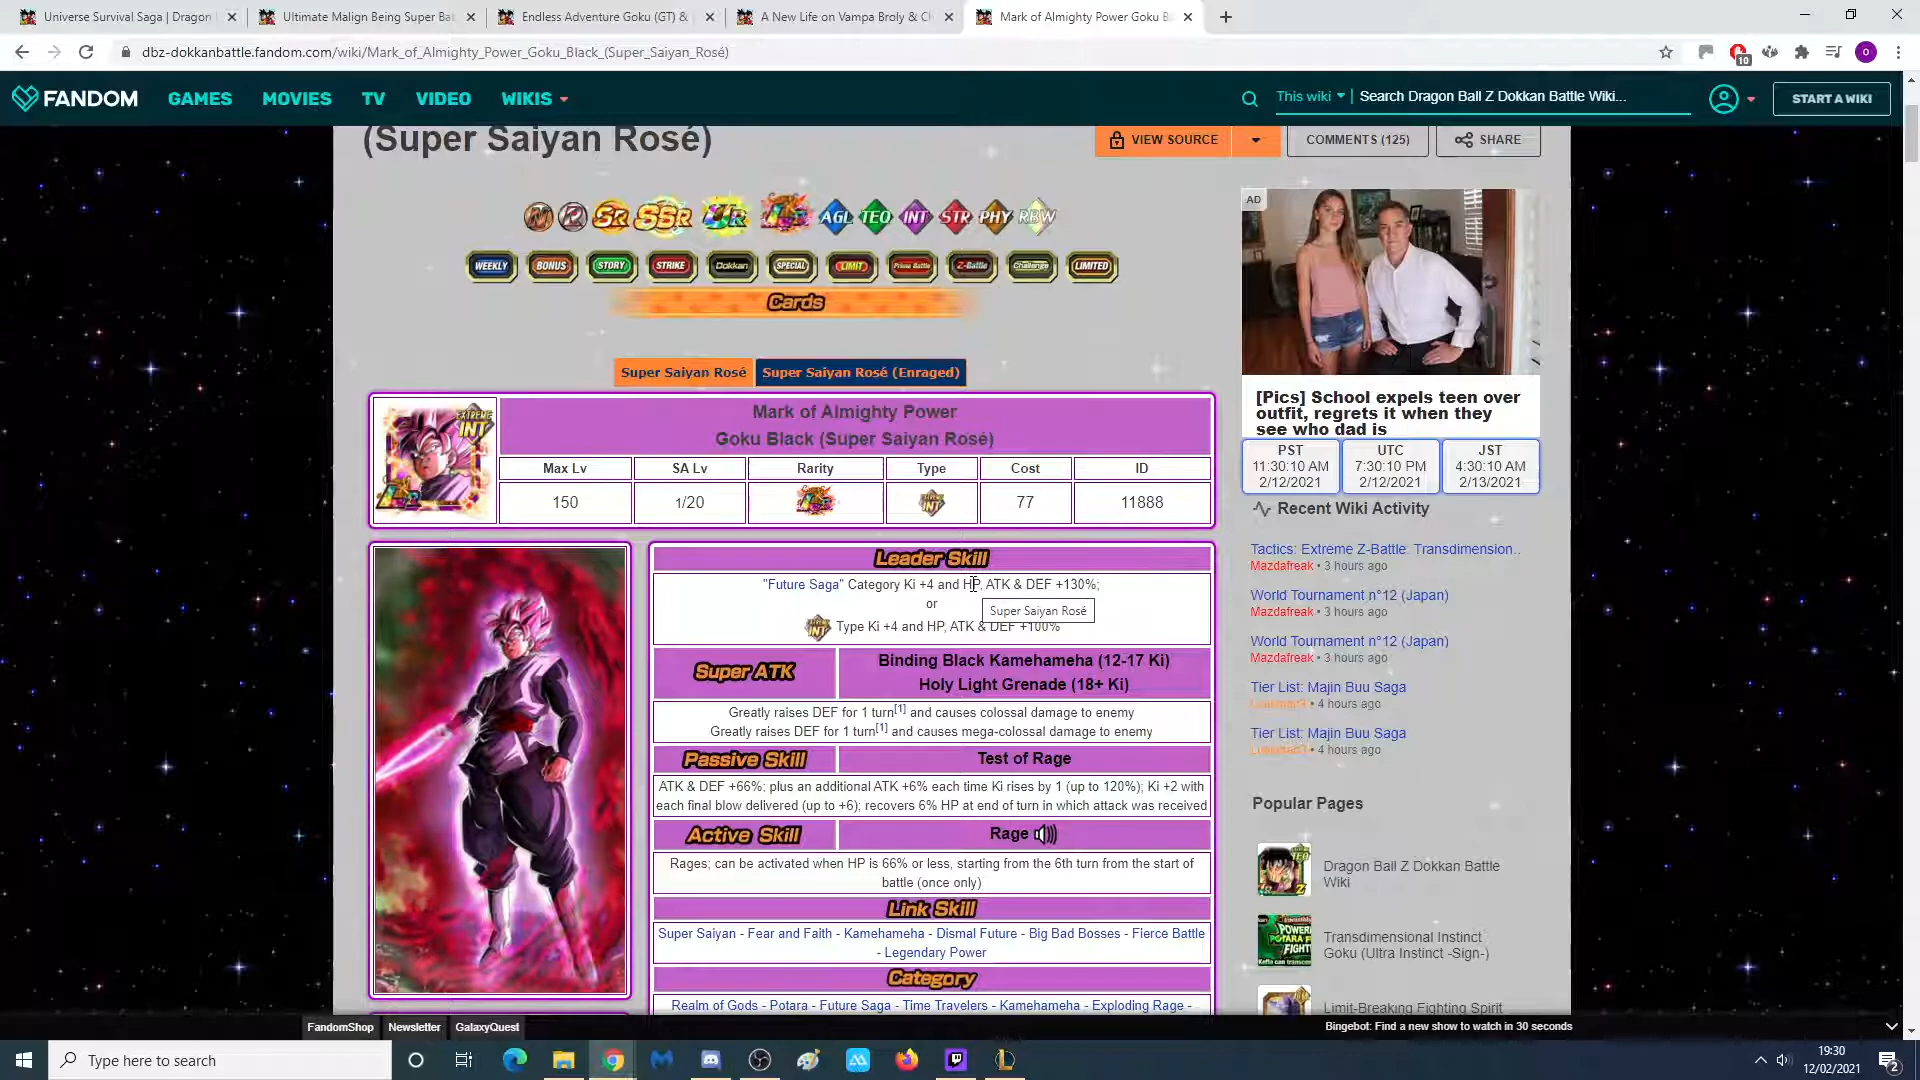 Universe Survival Saga | Dragon
Ultimate Malign Being Super Ba
Endless Adventure Goku (GT) &
A New Life on Vampa Broly & Ch
Mark of Almighty Power Goku B
dbz-dokkanbattle.fandom.com/wiki/Mark_of_Almighty_Power_Goku_Black_(Super_Saiyan_Rosé)
10
O
FANDOM
GAMES
MOVIES
TV
VIDEO
WIKIS
This wiki
Search Dragon Ball Z Dokkan Battle Wiki...
START A WIKI
(Super Saiyan Rosé)
VIEW SOURCE
COMMENTS (125)
SHARE
N R SR SSR UR LR AGL TEQ INT STR PHY RBW
WEEKLY BONUS STORY STRIKE Dokkan SPECIAL LIMIT Prime Battle Z-Battle Challenge LIMITED
Cards
Super Saiyan Rosé
Super Saiyan Rosé (Enraged)
EXTREME
INT
Mark of Almighty Power
Goku Black (Super Saiyan Rosé)
Max Lv SA Lv Rarity Type Cost ID
150 1/20 LR INT 77 11888
Leader Skill
"Future Saga" Category Ki +4 and HP, ATK & DEF +130%;
or
Super Saiyan Rosé
INT Type Ki +4 and HP, ATK & DEF +100%
Super ATK
Binding Black Kamehameha (12-17 Ki)
Holy Light Grenade (18+ Ki)
Greatly raises DEF for 1 turn[1] and causes colossal damage to enemy
Greatly raises DEF for 1 turn[1] and causes mega-colossal damage to enemy
Passive Skill
Test of Rage
ATK & DEF +66%; plus an additional ATK +6% each time Ki rises by 1 (up to 120%); Ki +2 with
each final blow delivered (up to +6); recovers 6% HP at end of turn in which attack was received
Active Skill
Rage
Rages; can be activated when HP is 66% or less, starting from the 6th turn from the start of
battle (once only)
Link Skill
Super Saiyan - Fear and Faith - Kamehameha - Dismal Future - Big Bad Bosses - Fierce Battle
- Legendary Power
Category
Realm of Gods - Potara - Future Saga - Time Travelers - Kamehameha - Exploding Rage -
AD
[Pics] School expels teen over
outfit, regrets it when they
see who dad is
PST
11:30:10 AM
2/12/2021
UTC
7:30:10 PM
2/12/2021
JST
4:30:10 AM
2/13/2021
Recent Wiki Activity
Tactics: Extreme Z-Battle: Transdimension...
Mazdafreak • 3 hours ago
World Tournament n°12 (Japan)
Mazdafreak • 3 hours ago
World Tournament n°12 (Japan)
Mazdafreak • 3 hours ago
Tier List: Majin Buu Saga
• 4 hours ago
Tier List: Majin Buu Saga
• 4 hours ago
Popular Pages
Dragon Ball Z Dokkan Battle
Wiki
Transdimensional Instinct
Goku (Ultra Instinct -Sign-)
Limit-Breaking Fighting Spirit
FandomShop
Newsletter
GalaxyQuest
Bingebot: Find a new show to watch in 30 seconds
Type here to search
19:30
12/02/2021
2